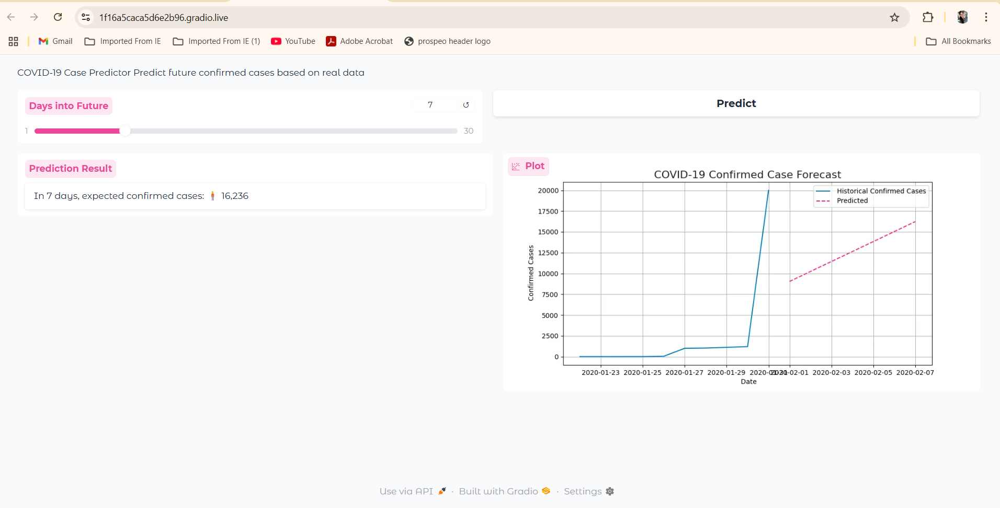 1f16a5caca5d6e2b96.gradio.live
Gmail Imported From IE Imported From IE (1) YouTube Adobe Acrobat prospeo header logo All Bookmarks
COVID-19 Case Predictor Predict future confirmed cases based on real data
Days into Future 7 ↺
1 30
Predict
Prediction Result
In 7 days, expected confirmed cases: 🧍 16,236
Plot
COVID-19 Confirmed Case Forecast
Historical Confirmed Cases
Predicted
20000
17500
15000
12500
10000
7500
5000
2500
0
Confirmed Cases
2020-01-23 2020-01-25 2020-01-27 2020-01-29 2020-01-31 2020-02-01 2020-02-03 2020-02-05 2020-02-07
Date
Use via API 🚀 · Built with Gradio · Settings